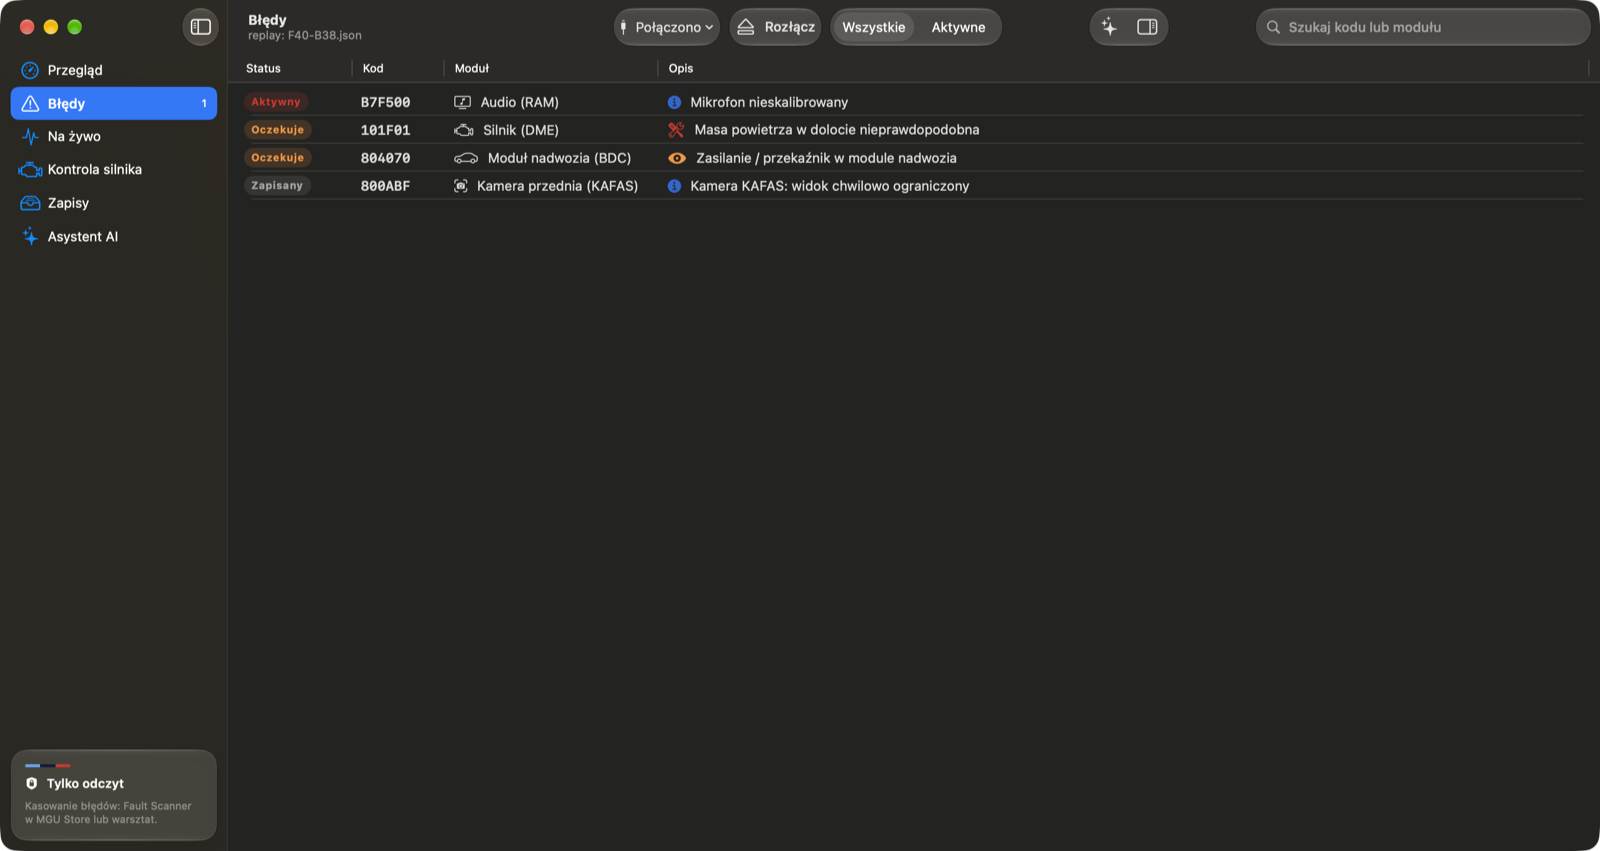 Błędy
replay: F40-B38.json
Połączono
Rozłącz
Wszystkie
Aktywne
Szukaj kodu lub modułu
Przegląd
Błędy 1
Na żywo
Kontrola silnika
Zapisy
Asystent AI
Status Kod Moduł Opis
Aktywny B7F500 Audio (RAM) Mikrofon nieskalibrowany
Oczekuje 101F01 Silnik (DME) Masa powietrza w dolocie nieprawdopodobna
Oczekuje 804070 Moduł nadwozia (BDC) Zasilanie / przekaźnik w module nadwozia
Zapisany 800ABF Kamera przednia (KAFAS) Kamera KAFAS: widok chwilowo ograniczony
Tylko odczyt
Kasowanie błędów: Fault Scanner
w MGU Store lub warsztat.